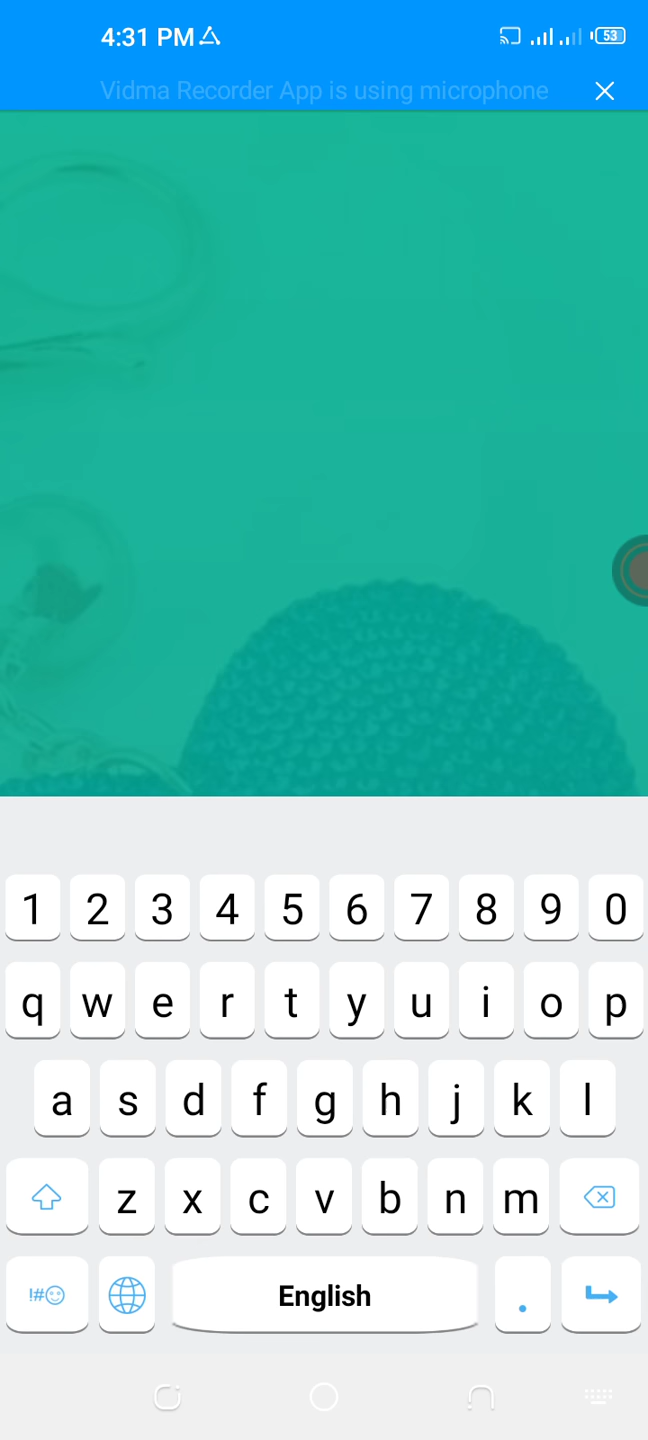 4:31 PM
53
Vidma Recorder App is using microphone
1 2 3 4 5 6 7 8 9 0
q w e r t y u i o p
a s d f g h j k l
z x c v b n m
!#
English
.